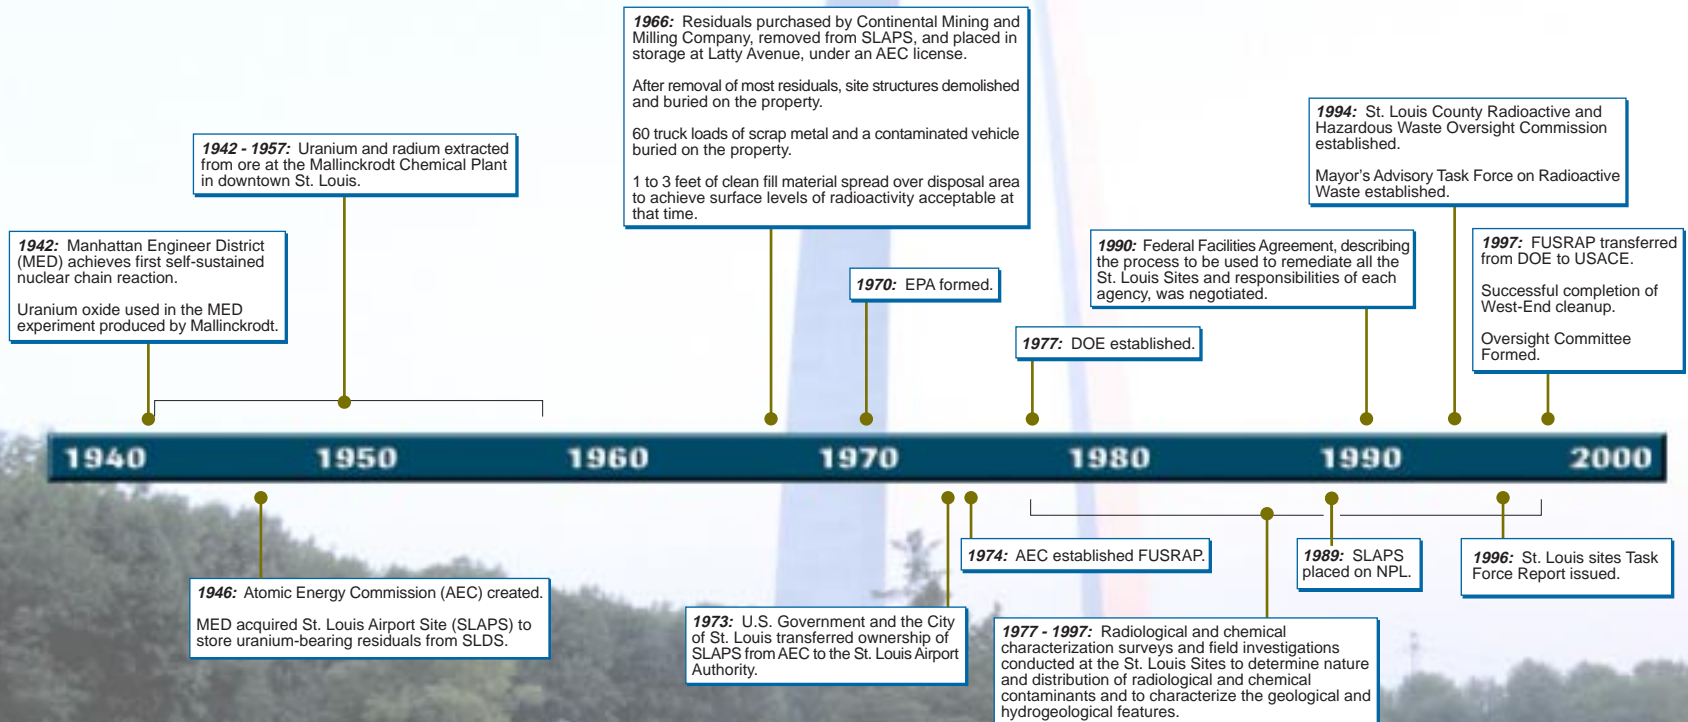 1966: Residuals purchased by Continental Mining and
Milling Company, removed from SLAPS, and placed in
storage at Latty Avenue, under an AEC license.
After removal of most residuals, site structures demolished
and buried on the property.
60 truck loads of scrap metal and a contaminated vehicle
buried on the property.
1 to 3 feet of clean fill material spread over disposal area
to achieve surface levels of radioactivity acceptable at
that time.
1994: St. Louis County Radioactive and
Hazardous Waste Oversight Commission
established.
Mayor's Advisory Task Force on Radioactive
Waste established.
1942 - 1957: Uranium and radium extracted
from ore at the Mallinckrodt Chemical Plant
in downtown St. Louis.
1942: Manhattan Engineer District
(MED) achieves first self-sustained
nuclear chain reaction.
Uranium oxide used in the MED
experiment produced by Mallinckrodt.
1990: Federal Facilities Agreement, describing
the process to be used to remediate all the
St. Louis Sites and responsibilities of each
agency, was negotiated.
1997: FUSRAP transferred
from DOE to USACE.
Successful completion of
West-End cleanup.
Oversight Committee
Formed.
1970: EPA formed.
1977: DOE established.
1940 1950 1960 1970 1980 1990 2000
1946: Atomic Energy Commission (AEC) created.
MED acquired St. Louis Airport Site (SLAPS) to
store uranium-bearing residuals from SLDS.
1973: U.S. Government and the City
of St. Louis transferred ownership of
SLAPS from AEC to the St. Louis Airport
Authority.
1974: AEC established FUSRAP.
1977 - 1997: Radiological and chemical
characterization surveys and field investigations
conducted at the St. Louis Sites to determine nature
and distribution of radiological and chemical
contaminants and to characterize the geological and
hydrogeological features.
1989: SLAPS
placed on NPL.
1996: St. Louis sites Task
Force Report issued.